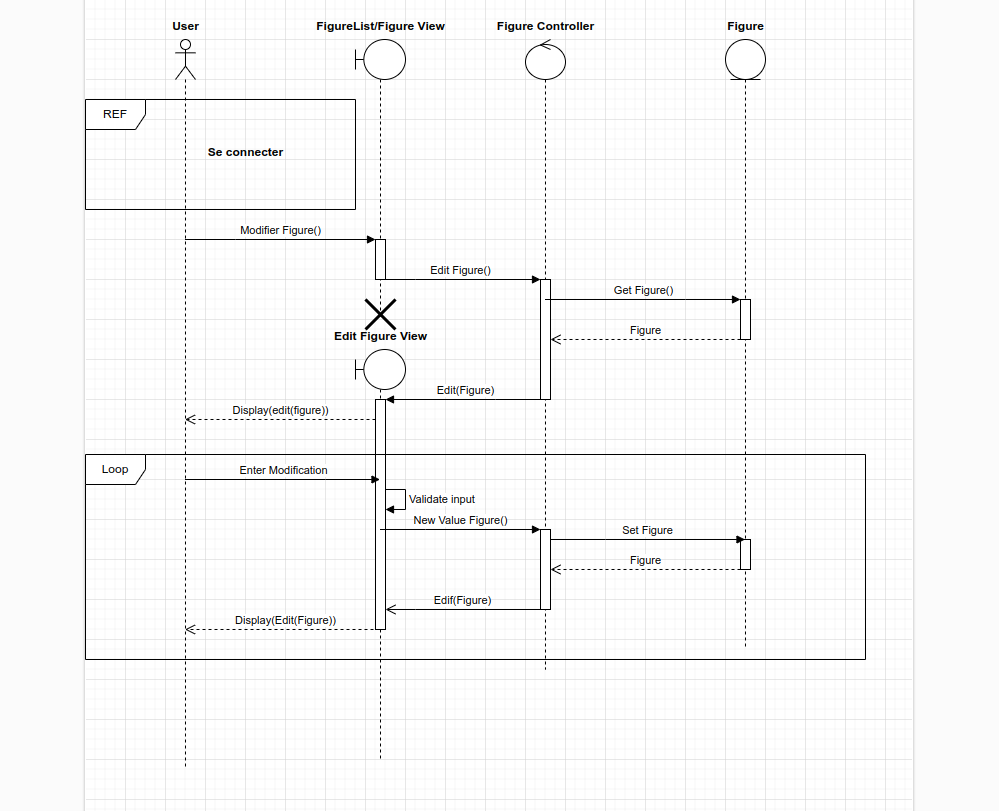 User
FigureList/Figure View
Figure Controller
Figure
REF
Se connecter
Modifier Figure()
Edit Figure()
Get Figure()
Figure
Edit Figure View
Edit(Figure)
Display(edit(figure))
Loop
Enter Modification
Validate input
New Value Figure()
Set Figure
Figure
Edif(Figure)
Display(Edit(Figure))